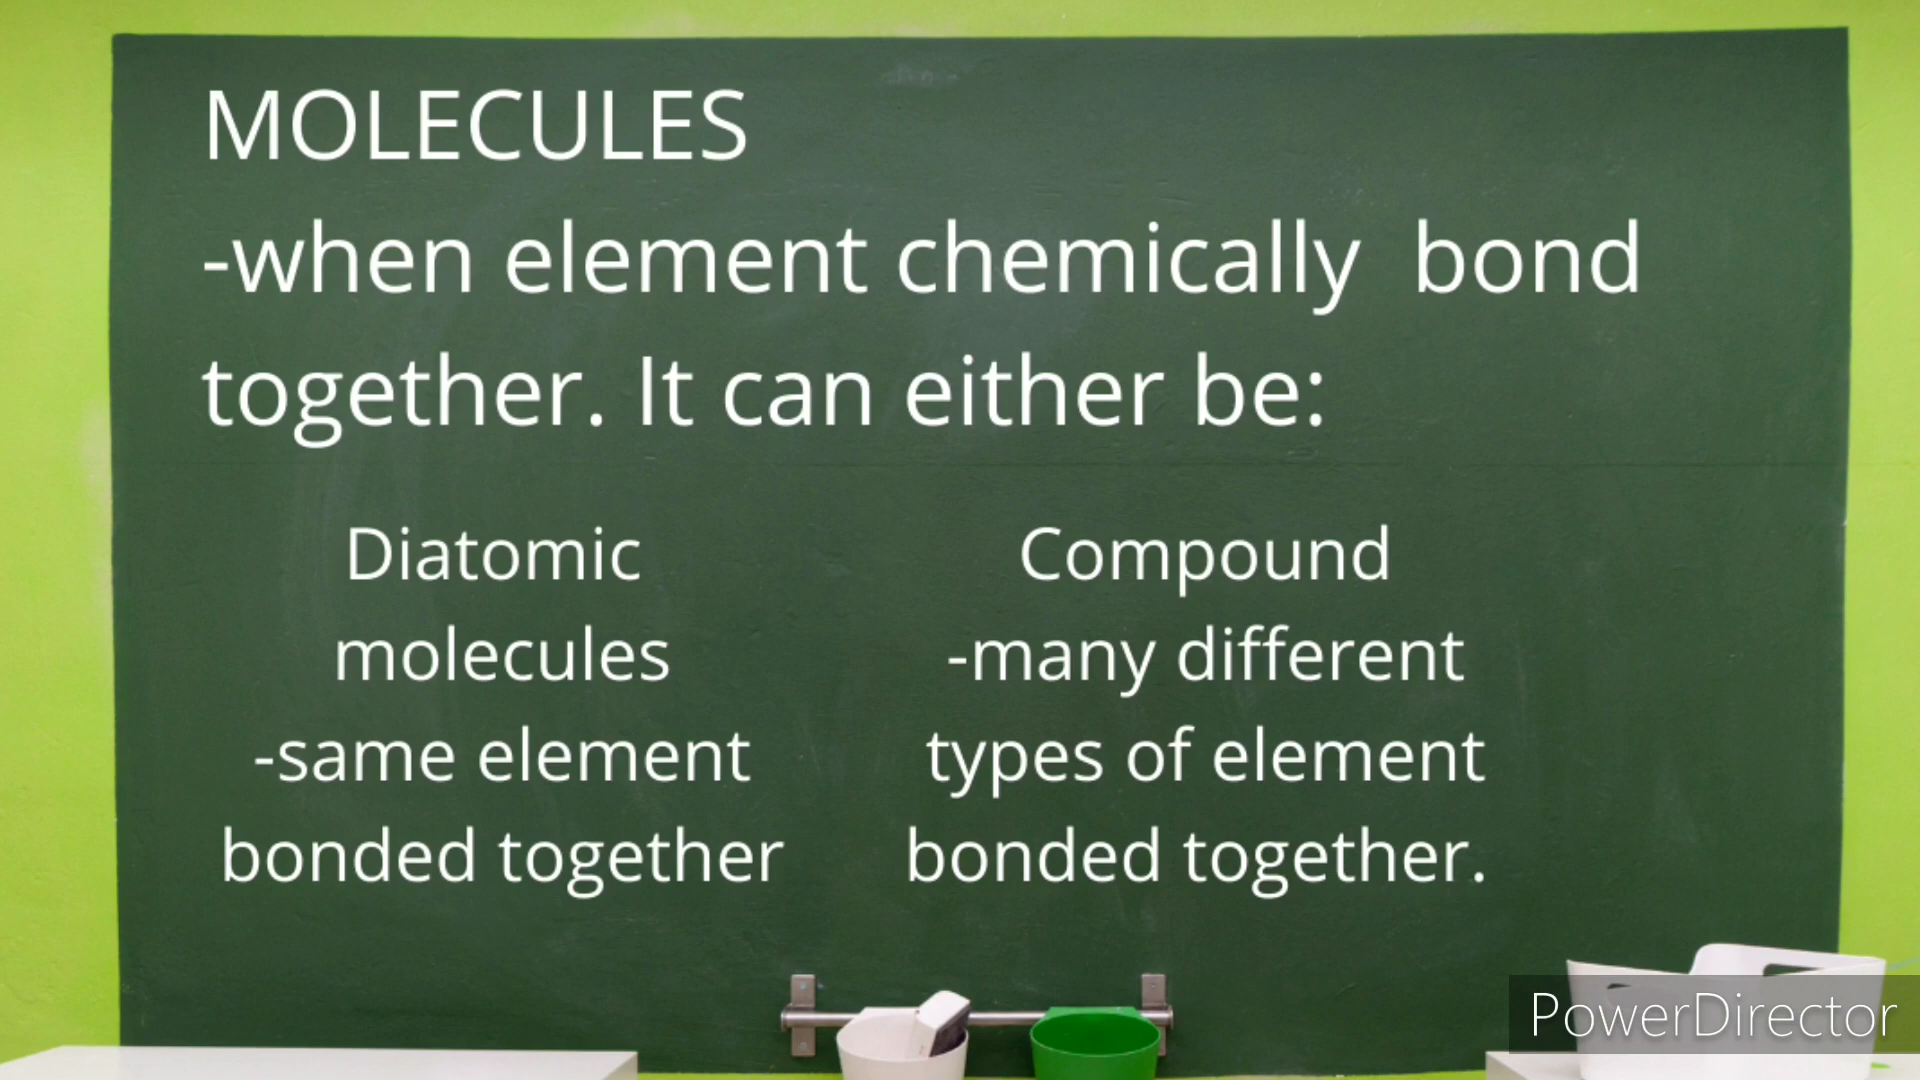 MOLECULES
-when element chemically  bond
together. It can either be:
Diatomic
molecules
-same element
bonded together
Compound
-many different
types of element
bonded together.
PowerDirector